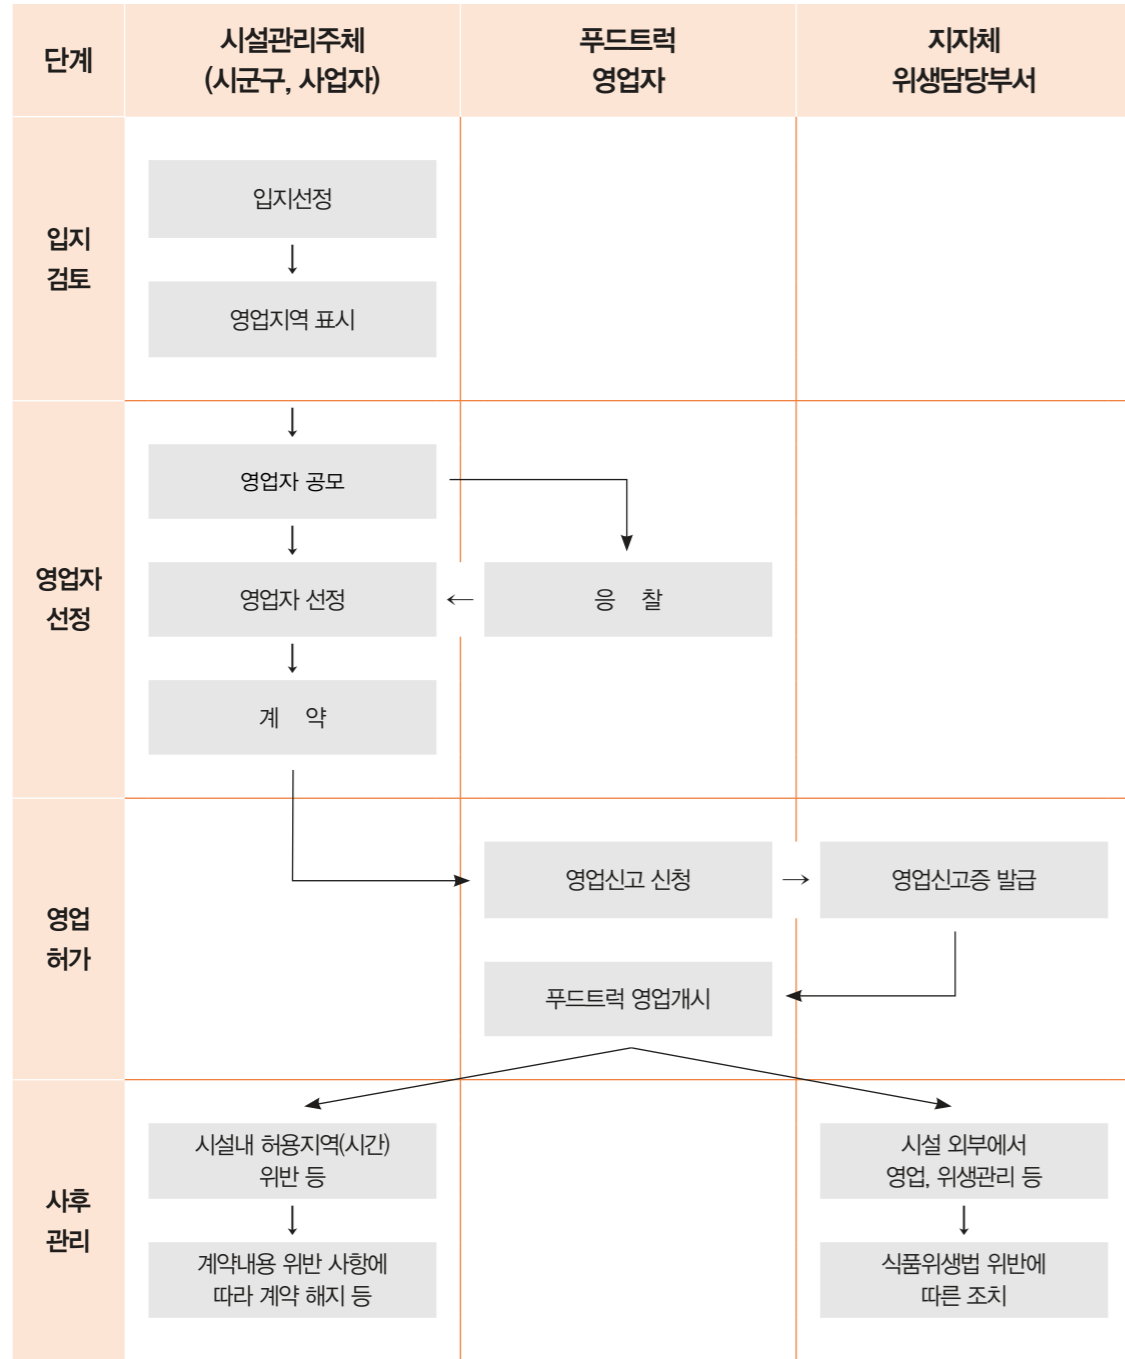 단계
시설관리주체
(시군구, 사업자)
푸드트럭
영업자
지자체
위생담당부서
입지
검토
입지선정
↓
영업지역 표시
영업자
선정
↓
영업자 공모
↓
영업자 선정
←
응 찰
↓
계 약
영업
허가
영업신고 신청
→
영업신고증 발급
푸드트럭 영업개시
사후
관리
시설내 허용지역(시간)
위반 등
↓
계약내용 위반 사항에
따라 계약 해지 등
시설 외부에서
영업, 위생관리 등
↓
식품위생법 위반에
따른 조치